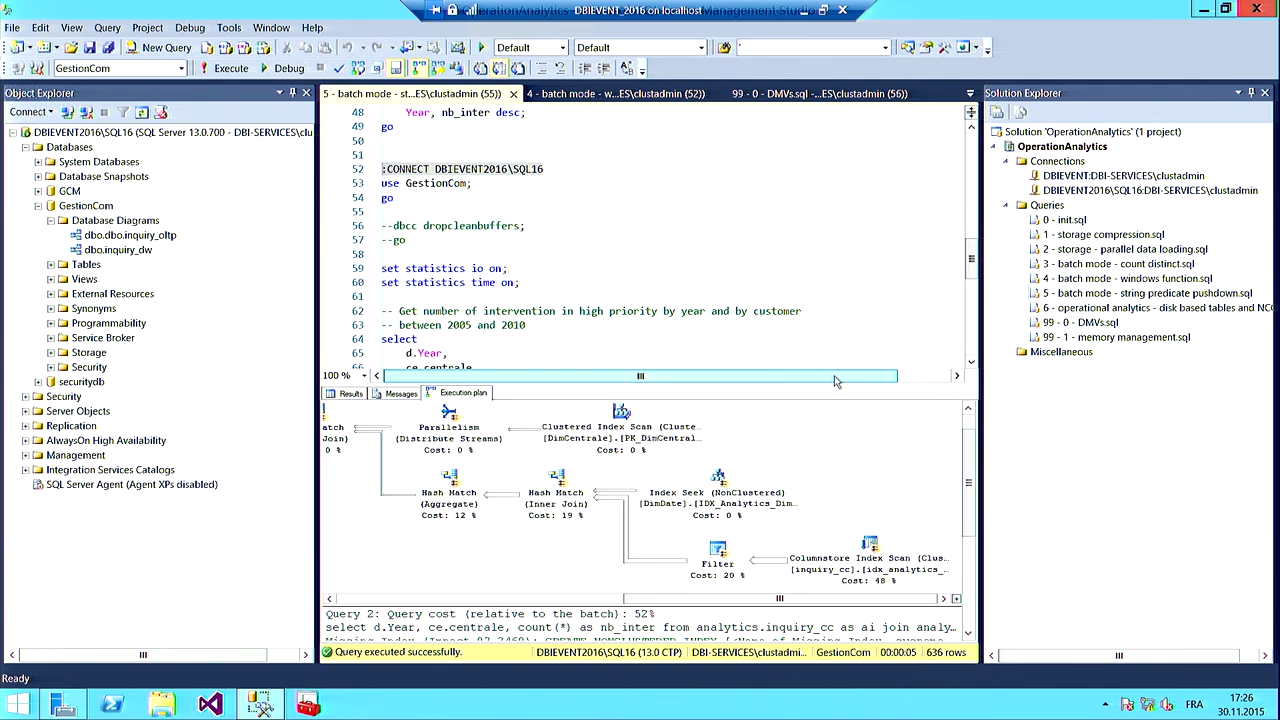 OperationAnalytics
DBIEVENT_2016 on localhost
Management Studio
File Edit View Query Project Debug Tools Window Help
New Query
Default
Default
GestionCom
Execute
Debug
Object Explorer
Connect
DBIEVENT2016\SQL16 (SQL Server 13.0.700 - DBI-SERVICES\clu
Databases
System Databases
Database Snapshots
GCM
GestionCom
Database Diagrams
dbo.dbo.inquiry_oltp
dbo.inquiry_dw
Tables
Views
External Resources
Synonyms
Programmability
Service Broker
Storage
Security
securitydb
Security
Server Objects
Replication
AlwaysOn High Availability
Management
Integration Services Catalogs
SQL Server Agent (Agent XPs disabled)
5 - batch mode - st...ES\clustadmin (55))
4 - batch mode - w...ES\clustadmin (52))
99 - 0 - DMVs.sql -...ES\clustadmin (56))
48 Year, nb_inter desc;
49 go
50
51
52 :CONNECT DBIEVENT2016\SQL16
53 use GestionCom;
54 go
55
56 --dbcc dropcleanbuffers;
57 --go
58
59 set statistics io on;
60 set statistics time on;
61
62 -- Get number of intervention in high priority by year and by customer
63 -- between 2005 and 2010
64 select
65 d.Year,
ce.centrale
100 %
Results Messages Execution plan
atch
Join)
0 %
Parallelism
(Distribute Streams)
Cost: 0 %
Clustered Index Scan (Cluste...
[DimCentrale].[PK_DimCentral...
Cost: 0 %
Hash Match
(Aggregate)
Cost: 12 %
Hash Match
(Inner Join)
Cost: 19 %
Index Seek (NonClustered)
[DimDate].[IDX_Analytics_Dim...
Cost: 0 %
Filter
Cost: 20 %
Columnstore Index Scan (Clus...
[inquiry_cc].[idx_analytics_...
Cost: 48 %
Query 2: Query cost (relative to the batch): 52%
select d.Year, ce.centrale, count(*) as nb_inter from analytics.inquiry_cc as ai join analy...
Query executed successfully.
DBIEVENT2016\SQL16 (13.0 CTP)
DBI-SERVICES\clustadmi...
GestionCom
00:00:05
636 rows
Solution Explorer
Solution 'OperationAnalytics' (1 project)
OperationAnalytics
Connections
DBIEVENT:DBI-SERVICES\clustadmin
DBIEVENT2016\SQL16:DBI-SERVICES\clustadmin
Queries
0 - init.sql
1 - storage compression.sql
2 - storage - parallel data loading.sql
3 - batch mode - count distinct.sql
4 - batch mode - windows function.sql
5 - batch mode - string predicate pushdown.sql
6 - operational analytics - disk based tables and NC
99 - 0 - DMVs.sql
99 - 1 - memory management.sql
Miscellaneous
Ready
FRA
17:26
30.11.2015